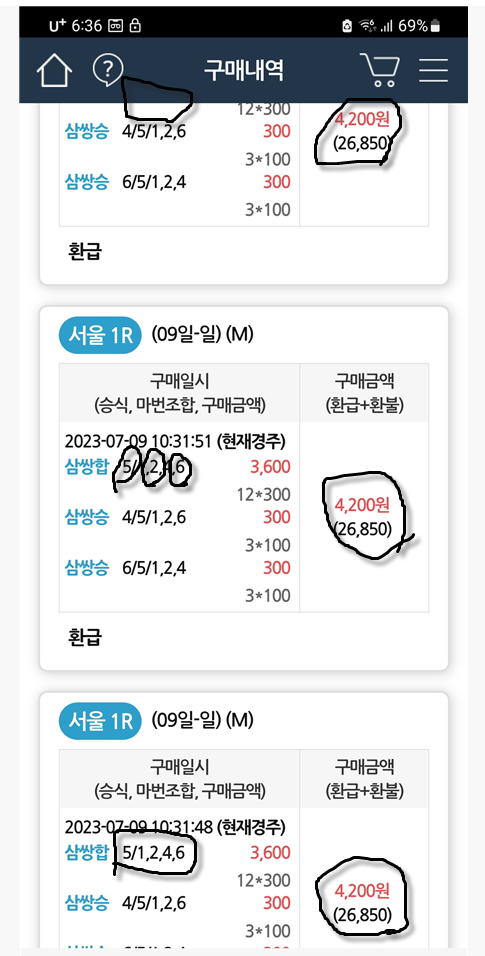 U+ 6:36 69%
구매내역
12*300
삼쌍승 4/5/1,2,6 300
4,200원
(26,850)
3*100
삼쌍승 6/5/1,2,4 300
3*100
환급
서울 1R (09일-일) (M)
구매일시
(승식, 마번조합, 구매금액)
구매금액
(환급+환불)
2023-07-09 10:31:51 (현재경주)
삼쌍합 5/1,2,4,6 3,600
12*300
4,200원
(26,850)
삼쌍승 4/5/1,2,6 300
3*100
삼쌍승 6/5/1,2,4 300
3*100
환급
서울 1R (09일-일) (M)
구매일시
(승식, 마번조합, 구매금액)
구매금액
(환급+환불)
2023-07-09 10:31:48 (현재경주)
삼쌍합 5/1,2,4,6 3,600
12*300
4,200원
(26,850)
삼쌍승 4/5/1,2,6 300
3*100